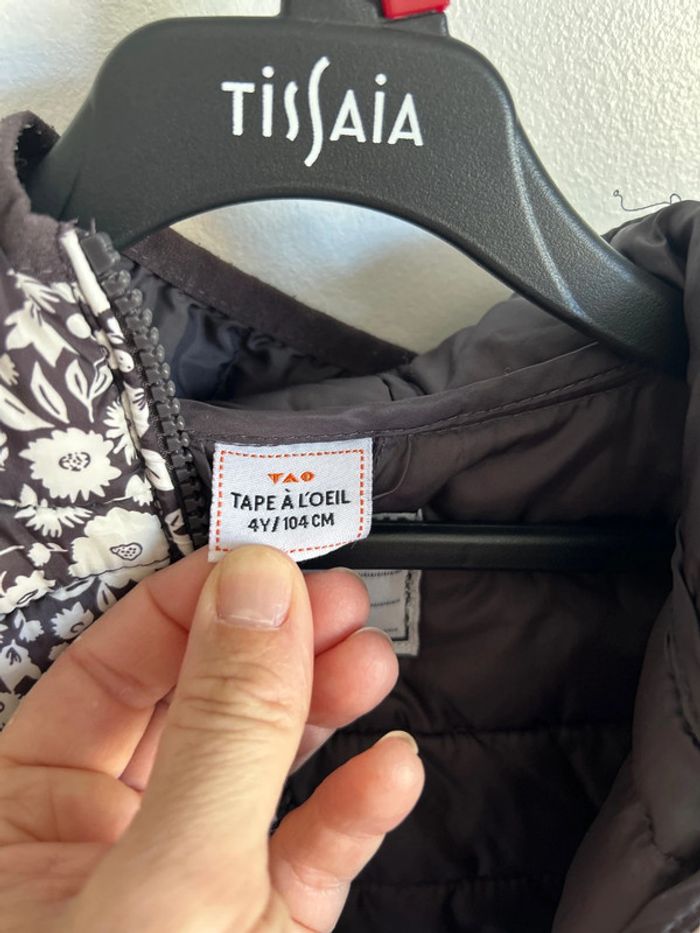 TissAiA
TAO
TAPE À L'OEIL
4Y/104 CM